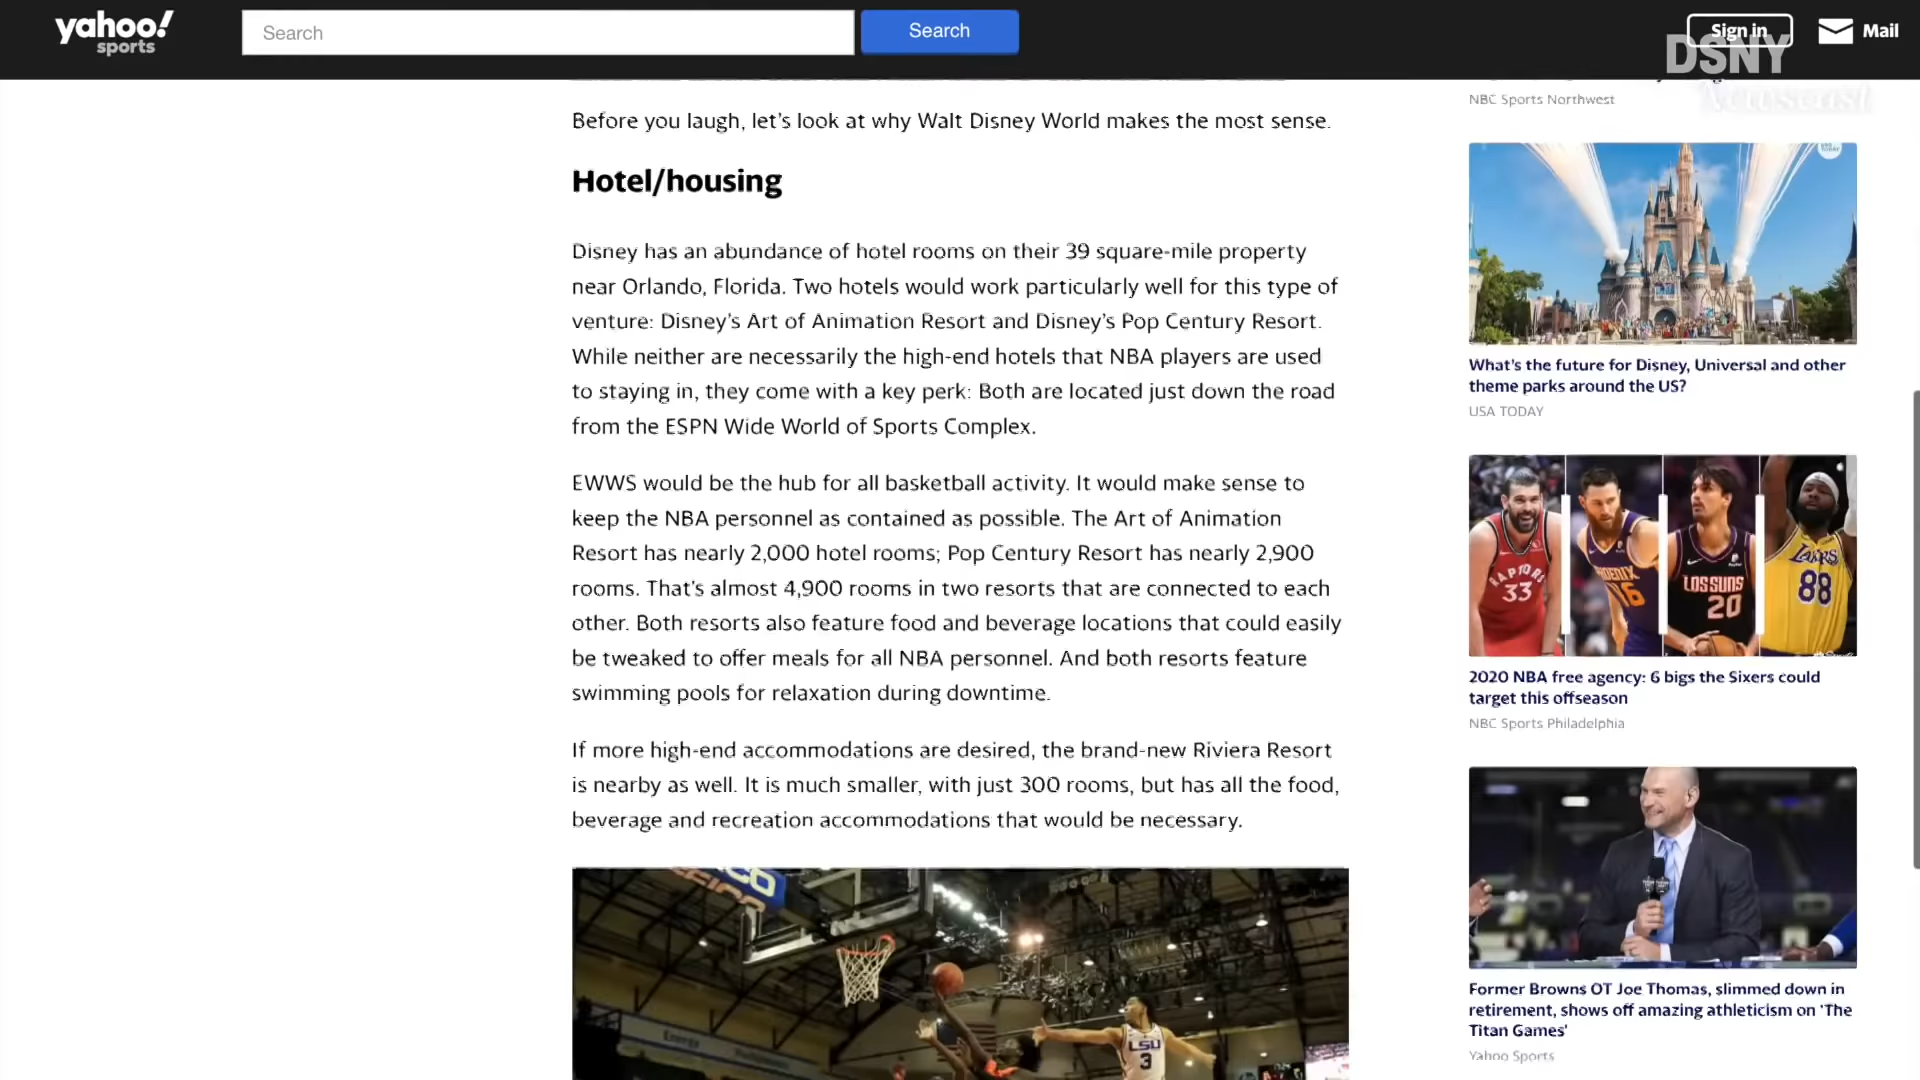 yahoo!
sports
Search
Search
Sign in
Mail
DSNY
Newscast
Before you laugh, let's look at why Walt Disney World makes the most sense.
Hotel/housing
Disney has an abundance of hotel rooms on their 39 square-mile property
near Orlando, Florida. Two hotels would work particularly well for this type of
venture: Disney's Art of Animation Resort and Disney's Pop Century Resort.
While neither are necessarily the high-end hotels that NBA players are used
to staying in, they come with a key perk: Both are located just down the road
from the ESPN Wide World of Sports Complex.
EWWS would be the hub for all basketball activity. It would make sense to
keep the NBA personnel as contained as possible. The Art of Animation
Resort has nearly 2,000 hotel rooms; Pop Century Resort has nearly 2,900
rooms. That's almost 4,900 rooms in two resorts that are connected to each
other. Both resorts also feature food and beverage locations that could easily
be tweaked to offer meals for all NBA personnel. And both resorts feature
swimming pools for relaxation during downtime.
If more high-end accommodations are desired, the brand-new Riviera Resort
is nearby as well. It is much smaller, with just 300 rooms, but has all the food,
beverage and recreation accommodations that would be necessary.
GEICO
LSU
3
NBC Sports Northwest
USA TODAY
What's the future for Disney, Universal and other
theme parks around the US?
USA TODAY
RAPTORS
33
PHOENIX
16
LOS SUNS
20
LAKERS
88
2020 NBA free agency: 6 bigs the Sixers could
target this offseason
NBC Sports Philadelphia
Former Browns OT Joe Thomas, slimmed down in
retirement, shows off amazing athleticism on 'The
Titan Games'
Yahoo Sports